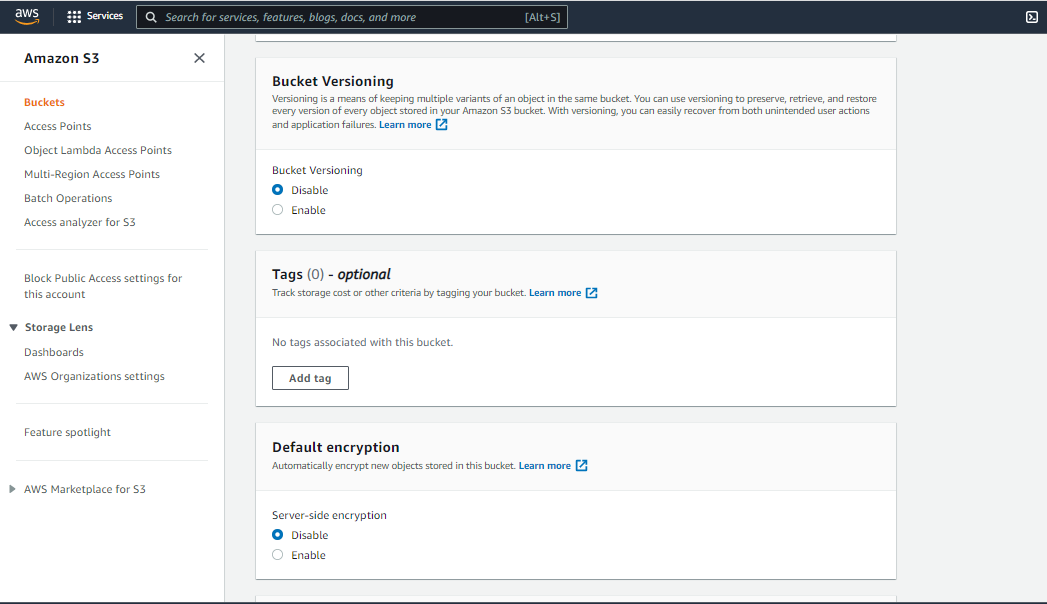 aws
Services
Search for services, features, blogs, docs, and more
[Alt+S]
Amazon S3
Buckets
Access Points
Object Lambda Access Points
Multi-Region Access Points
Batch Operations
Access analyzer for S3
Block Public Access settings for
this account
Storage Lens
Dashboards
AWS Organizations settings
Feature spotlight
AWS Marketplace for S3
Bucket Versioning
Versioning is a means of keeping multiple variants of an object in the same bucket. You can use versioning to preserve, retrieve, and restore
every version of every object stored in your Amazon S3 bucket. With versioning, you can easily recover from both unintended user actions
and application failures. Learn more
Bucket Versioning
Disable
Enable
Tags (0) - optional
Track storage cost or other criteria by tagging your bucket. Learn more
No tags associated with this bucket.
Add tag
Default encryption
Automatically encrypt new objects stored in this bucket. Learn more
Server-side encryption
Disable
Enable